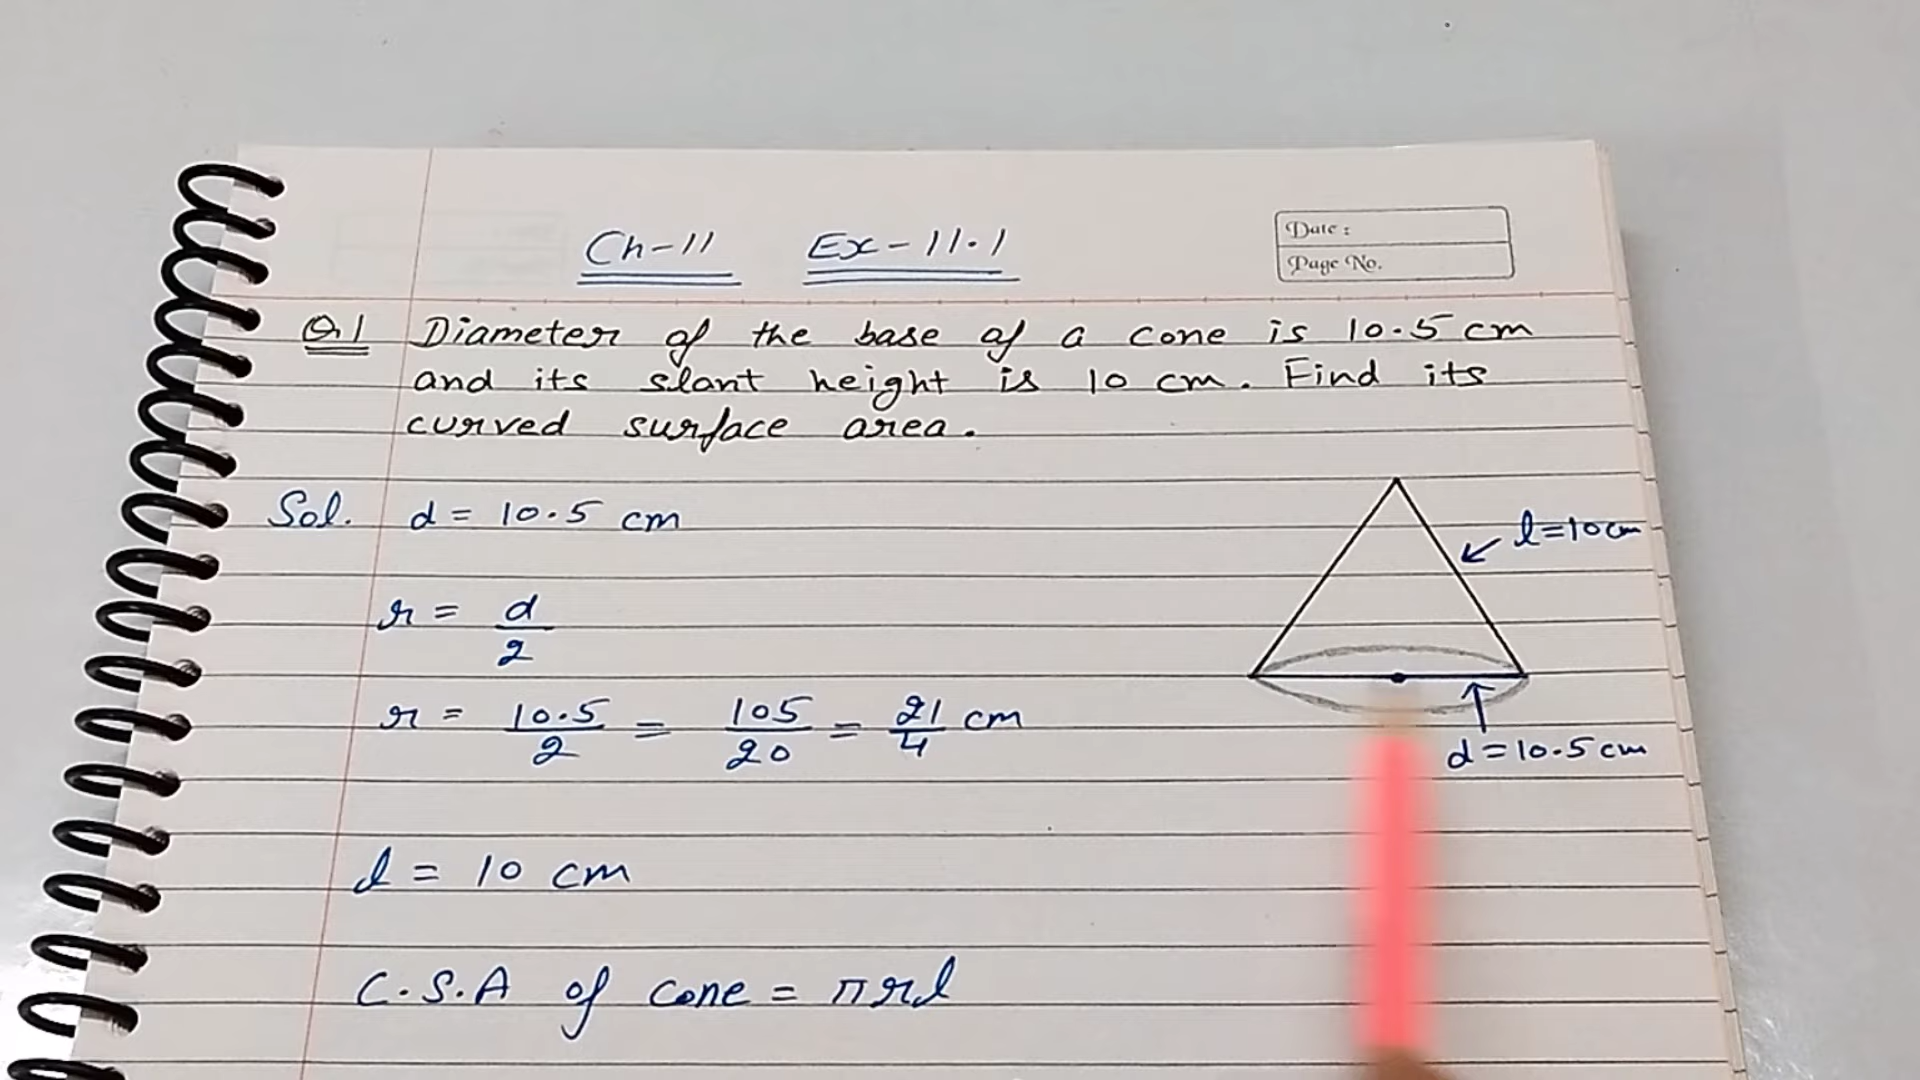 Ch-11 Ex-11.1
Date :
Page No.
Q.1 Diameter of the base of a cone is 10.5 cm
and its slant height is 10 cm. Find its
curved surface area.
Sol. d = 10.5 cm
l=10cm
r = d/2
r = 10.5/2 = 105/20 = 21/4 cm
d=10.5cm
l = 10 cm
C.S.A of cone = πrl